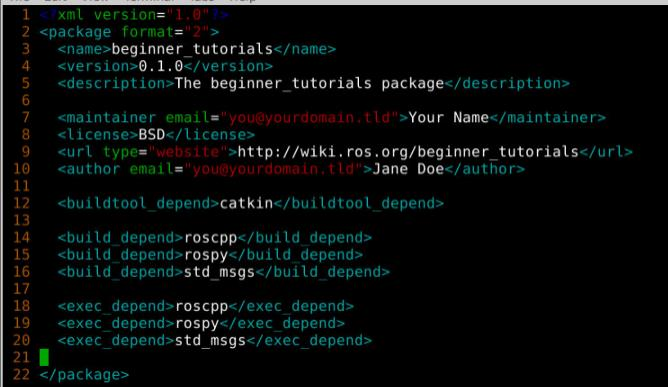 1 <?xml version="1.0"?>
2 <package format="2">
3   <name>beginner_tutorials</name>
4   <version>0.1.0</version>
5   <description>The beginner_tutorials package</description>
6
7   <maintainer email="you@yourdomain.tld">Your Name</maintainer>
8   <license>BSD</license>
9   <url type="website">http://wiki.ros.org/beginner_tutorials</url>
10   <author email="you@yourdomain.tld">Jane Doe</author>
11
12   <buildtool_depend>catkin</buildtool_depend>
13
14   <build_depend>roscpp</build_depend>
15   <build_depend>rospy</build_depend>
16   <build_depend>std_msgs</build_depend>
17
18   <exec_depend>roscpp</exec_depend>
19   <exec_depend>rospy</exec_depend>
20   <exec_depend>std_msgs</exec_depend>
21
22 </package>